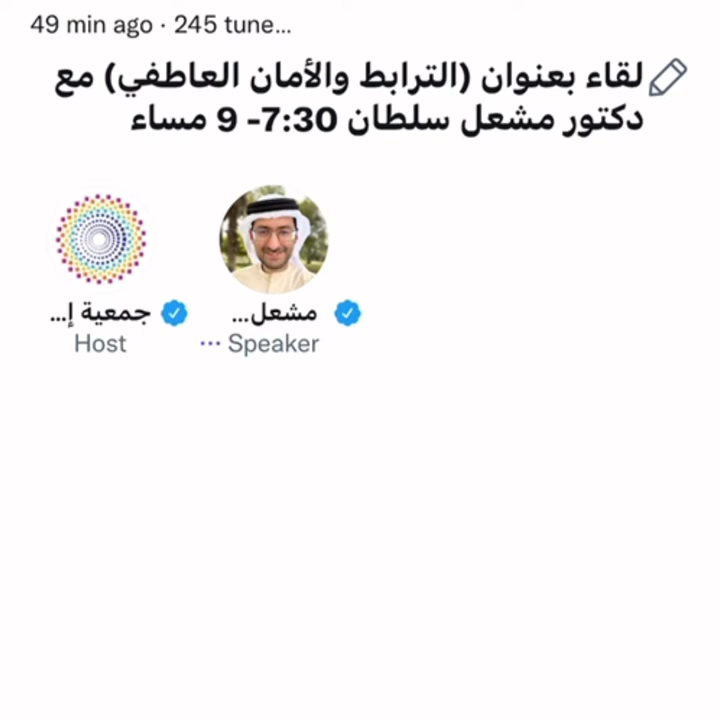 49 min ago · 245 tune...
لقاء بعنوان (الترابط والأمان العاطفي) مع
دكتور مشعل سلطان 7:30- 9 مساء
جمعية إ...
مشعل...
Host
Speaker